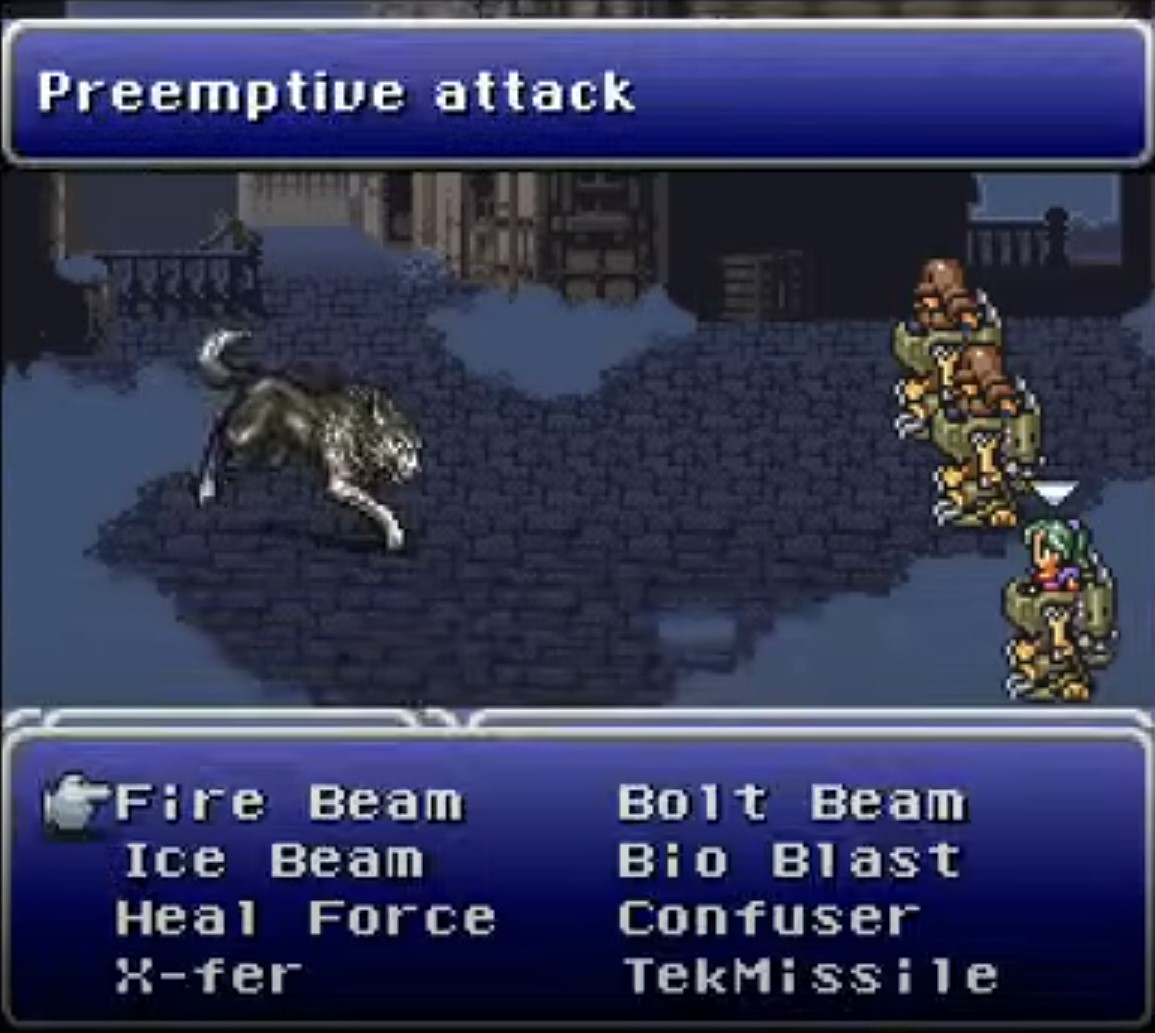 Preemptive attack
Fire Beam Bolt Beam
Ice Beam Bio Blast
Heal Force Confuser
X-fer TekMissile